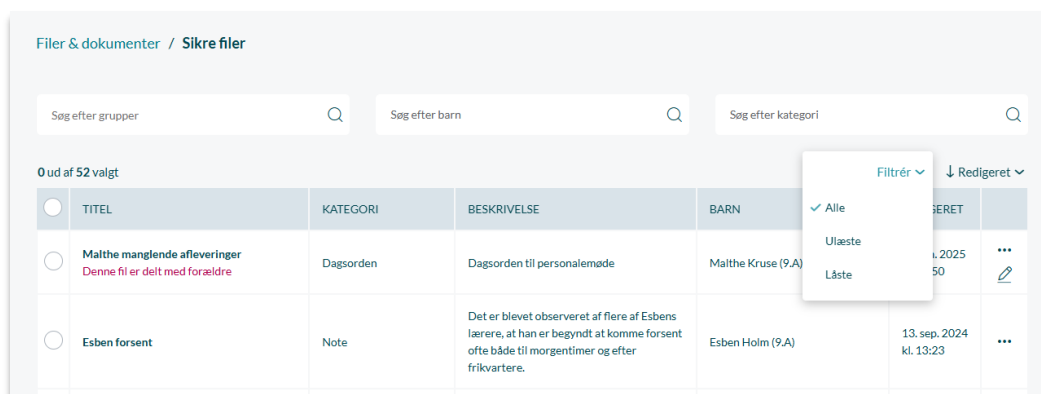 Filer & dokumenter / Sikre filer
Søg efter grupper
Søg efter barn
Søg efter kategori
0 ud af 52 valgt
Filtrér
↓ Redigeret
TITEL
KATEGORI
BESKRIVELSE
BARN
Alle
Ulæste
Låste
Malthe manglende afleveringer
Denne fil er delt med forældre
Dagsorden
Dagsorden til personalemøde
Malthe Kruse (9.A)
2025
50
Esben forsent
Note
Det er blevet observeret af flere af Esbens
lærere, at han er begyndt at komme forsent
ofte både til morgentimer og efter
frikvartere.
Esben Holm (9.A)
13. sep. 2024
kl. 13:23